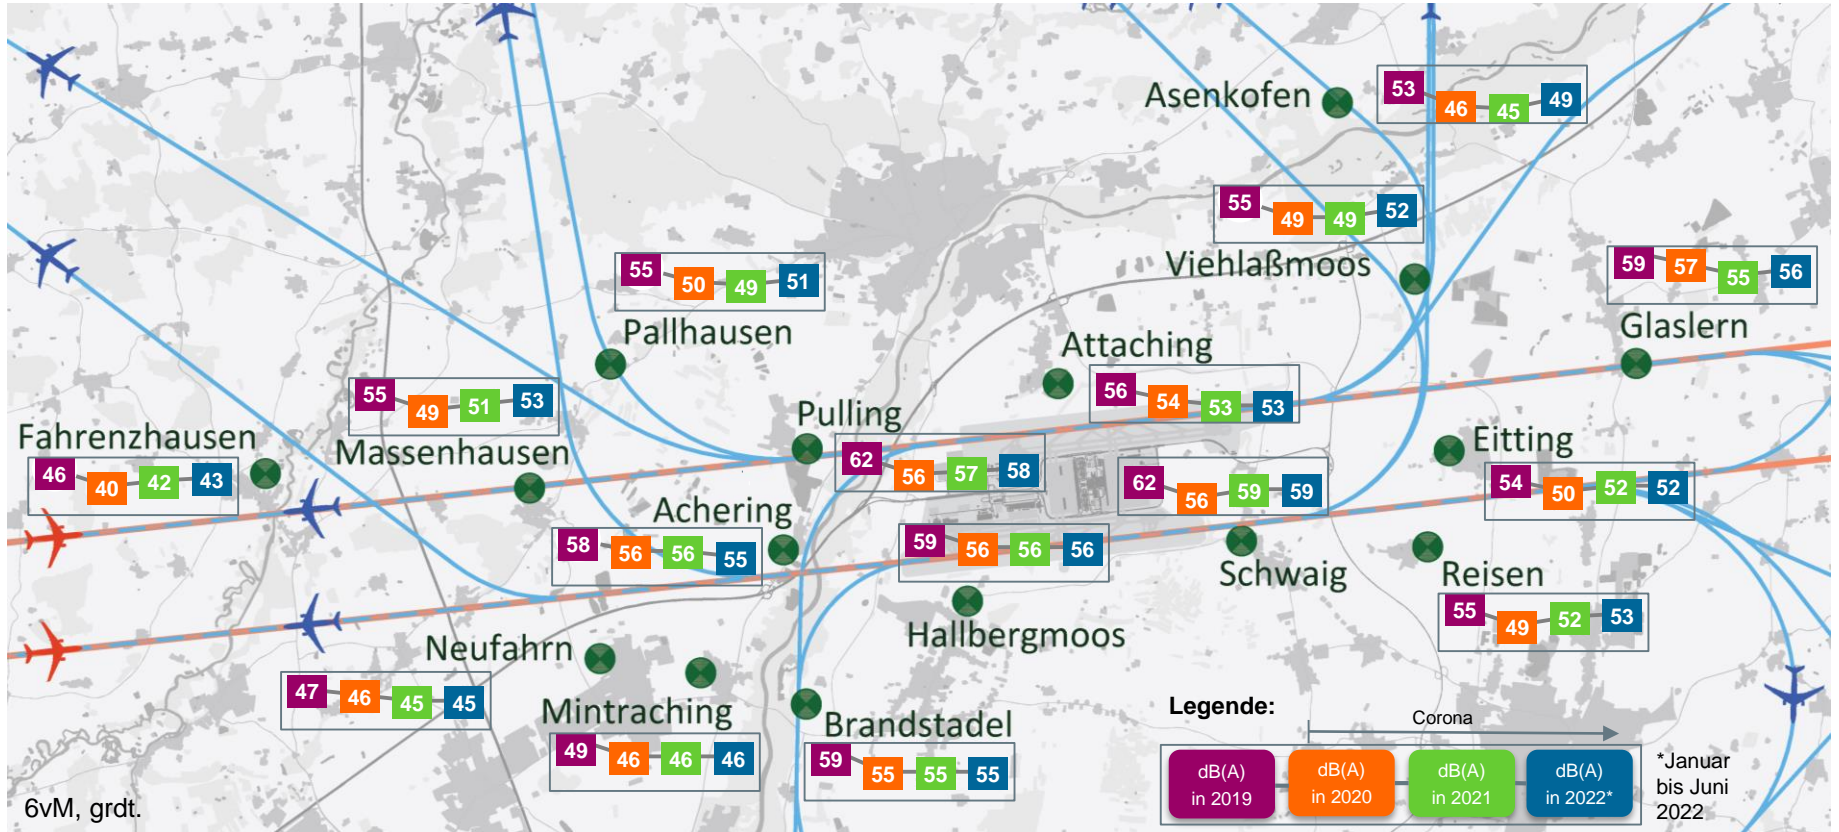 Asenkofen
53 46 45 49
55 49 49 52
Viehlaßmoos
59 57 55 56
Glaslern
55 50 49 51
Pallhausen
Attaching
56 54 53 53
55 49 51 53
Massenhausen
Pulling
62 56 57 58
Fahrenzhausen
46 40 42 43
Eitting
54 50 52 52
62 56 59 59
Schwaig
Achering
58 56 56 55
59 56 56 56
Hallbergmoos
Reisen
55 49 52 53
Neufahrn
47 46 45 45
Mintraching
49 46 46 46
Brandstadel
59 55 55 55
Legende:
Corona
dB(A)
in 2019
dB(A)
in 2020
dB(A)
in 2021
dB(A)
in 2022*
*Januar
bis Juni
2022
6vM, grdt.